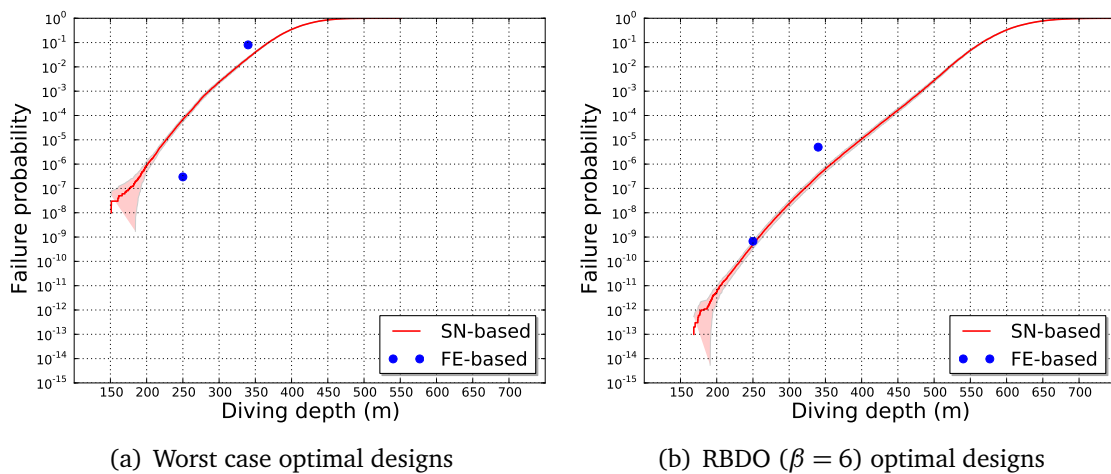 10^0
10^-1
10^-2
10^-3
10^-4
10^-5
10^-6
10^-7
10^-8
10^-9
10^-10
10^-11
10^-12
10^-13
10^-14
10^-15
Failure probability
150 200 250 300 350 400 450 500 550 600 650 700
Diving depth (m)
SN-based
FE-based
(a) Worst case optimal designs
10^0
10^-1
10^-2
10^-3
10^-4
10^-5
10^-6
10^-7
10^-8
10^-9
10^-10
10^-11
10^-12
10^-13
10^-14
10^-15
Failure probability
150 200 250 300 350 400 450 500 550 600 650 700
Diving depth (m)
SN-based
FE-based
(b) RBDO (β = 6) optimal designs